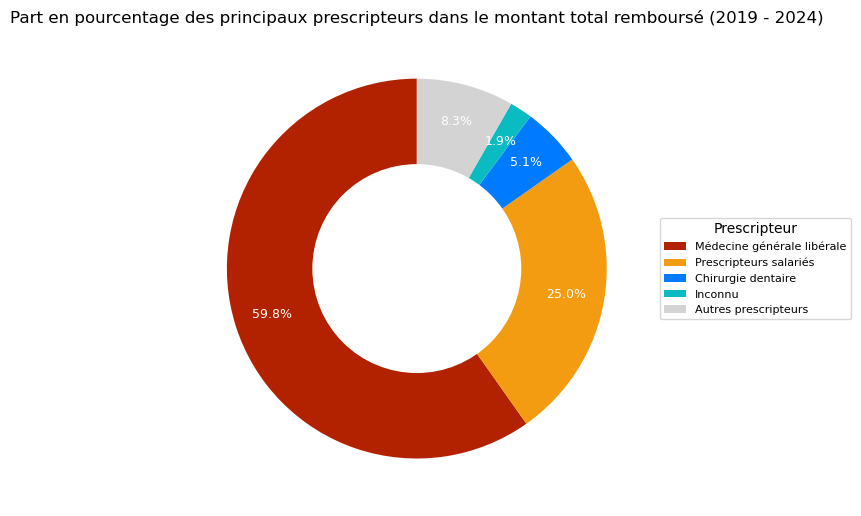 Part en pourcentage des principaux prescripteurs dans le montant total remboursé (2019 - 2024)
8.3%
1.9%
5.1%
25.0%
59.8%
Prescripteur
Médecine générale libérale
Prescripteurs salariés
Chirurgie dentaire
Inconnu
Autres prescripteurs